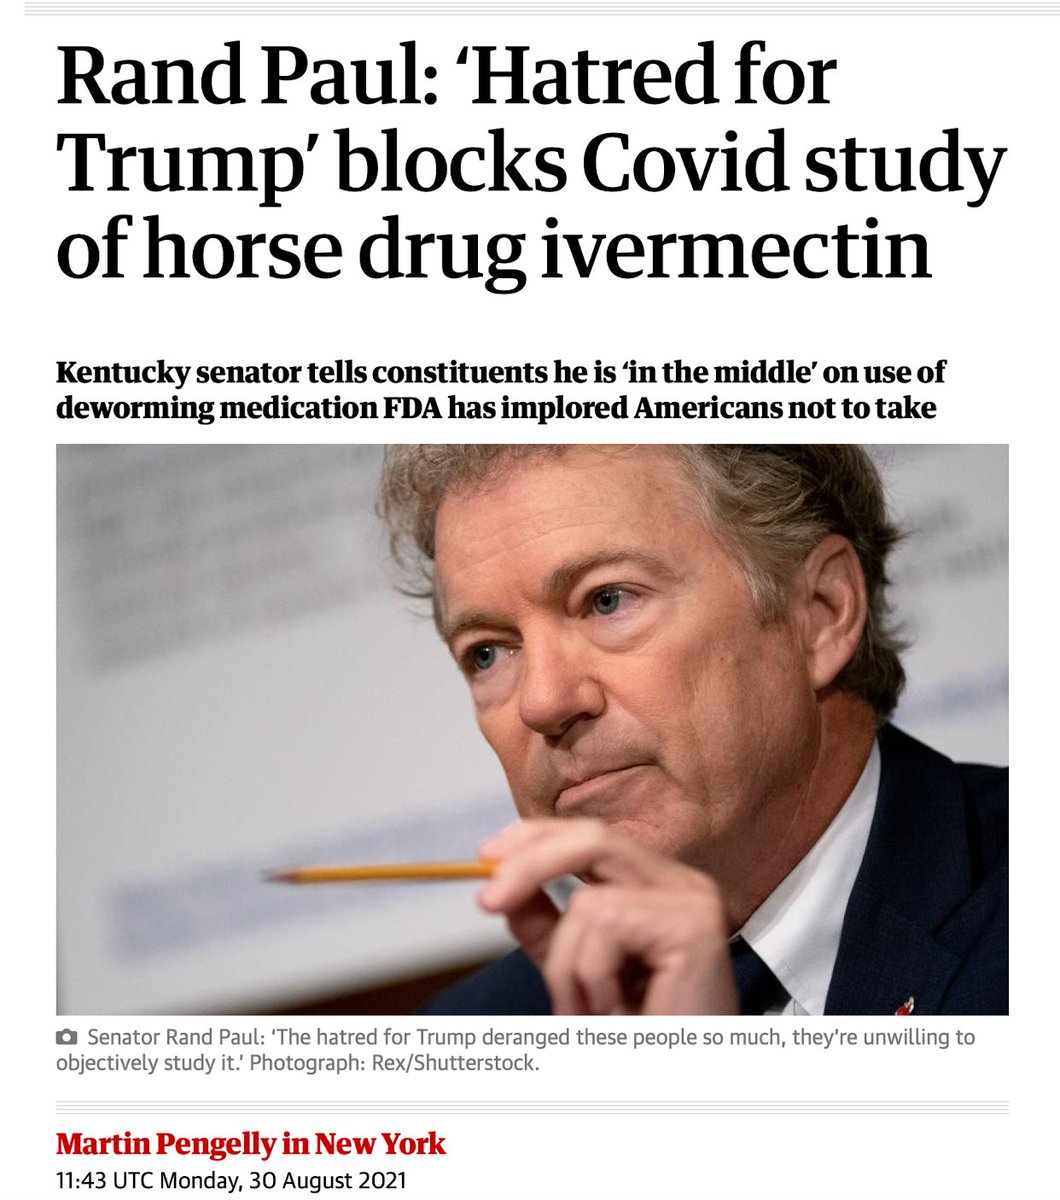 Rand Paul: ‘Hatred for
Trump’ blocks Covid study
of horse drug ivermectin
Kentucky senator tells constituents he is ‘in the middle’ on use of
deworming medication FDA has implored Americans not to take
Senator Rand Paul: ‘The hatred for Trump deranged these people so much, they’re unwilling to
objectively study it.’ Photograph: Rex/Shutterstock.
Martin Pengelly in New York
11:43 UTC Monday, 30 August 2021